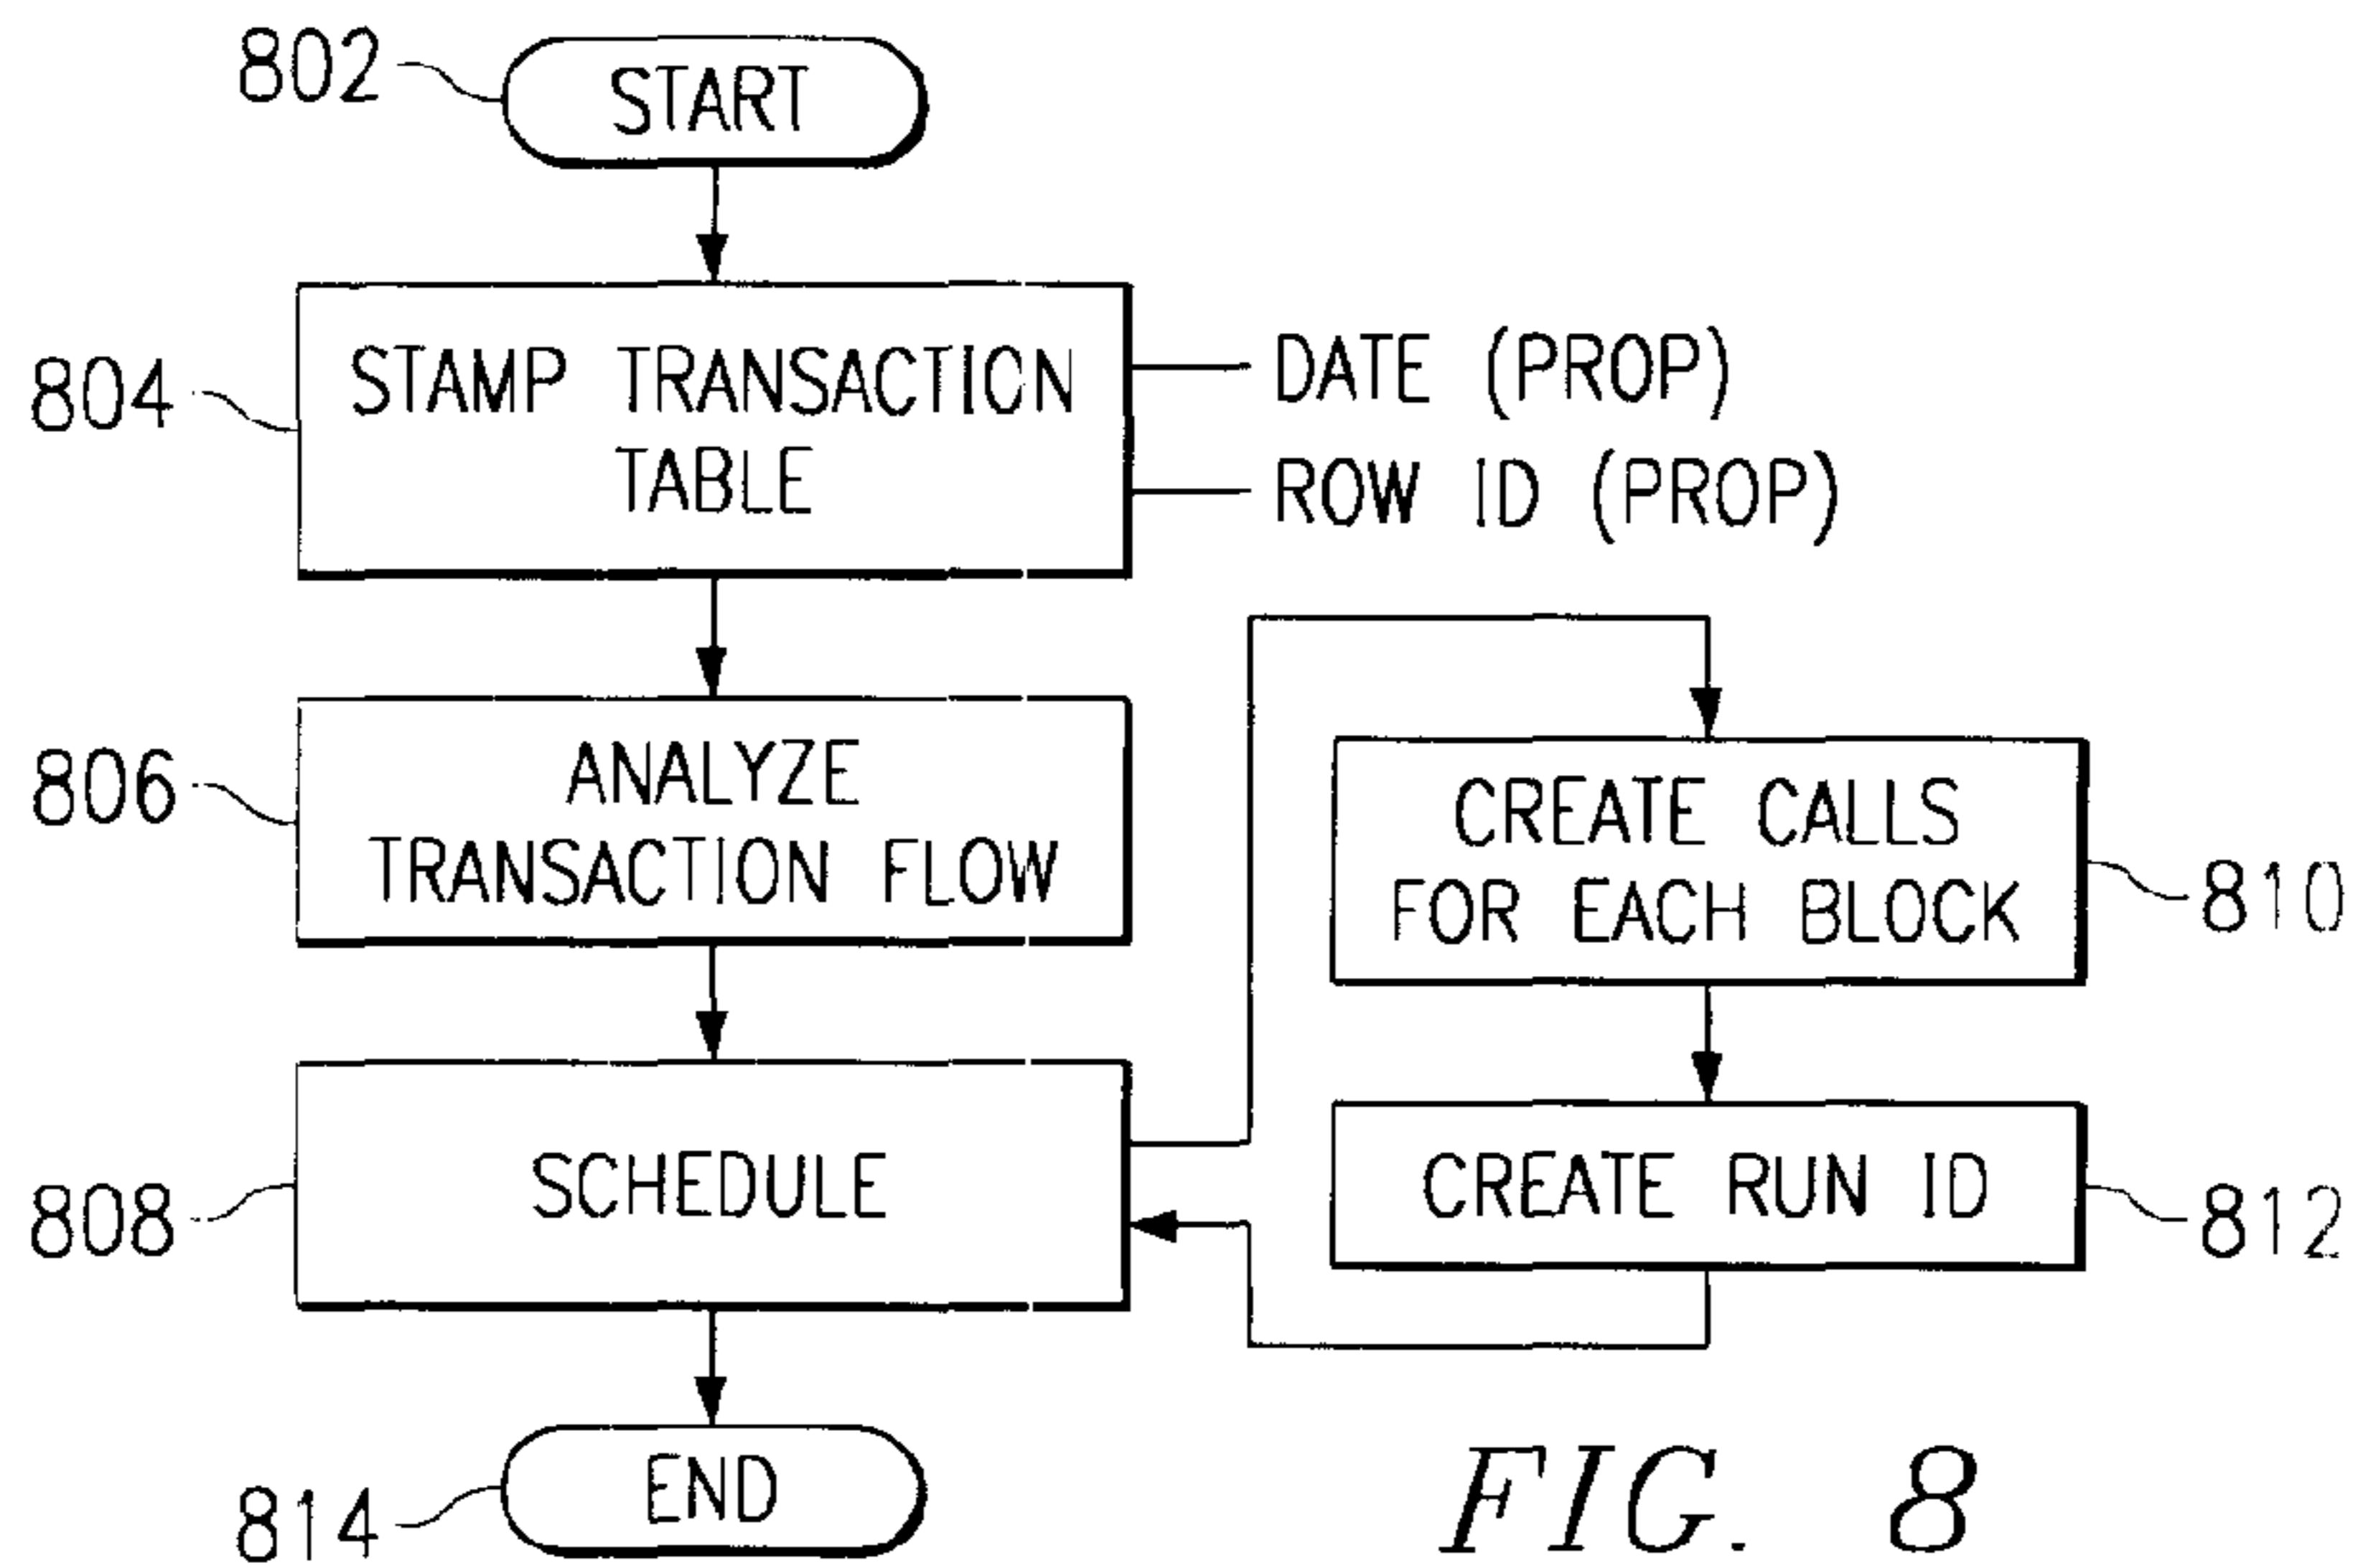 802
START
804
STAMP TRANSACTION
TABLE
DATE (PROP)
ROW ID (PROP)
806
ANALYZE
TRANSACTION FLOW
CREATE CALLS
FOR EACH BLOCK
810
808
SCHEDULE
CREATE RUN ID
812
814
END
FIG. 8